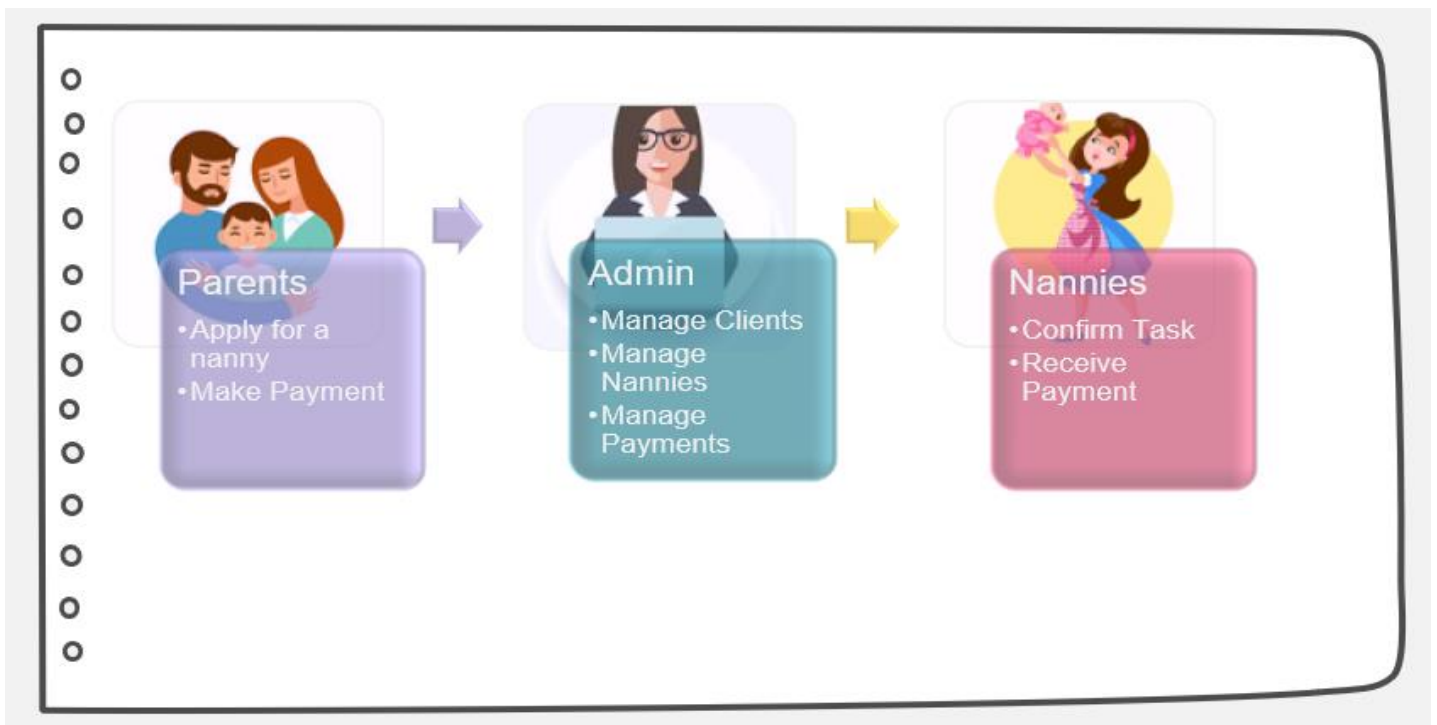 Parents
•Apply for a
nanny
•Make Payment
Admin
•Manage Clients
•Manage
Nannies
•Manage
Payments
Nannies
•Confirm Task
•Receive
Payment